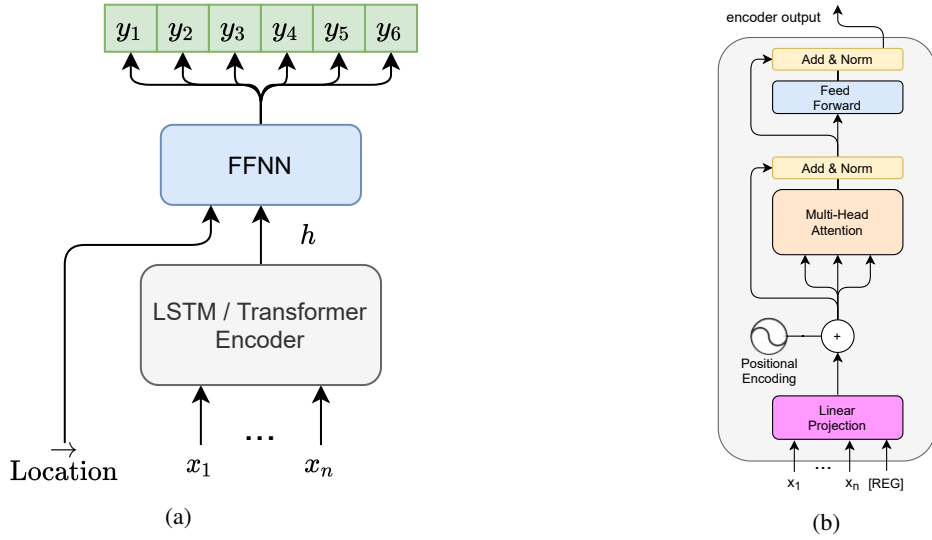 y1 y2 y3 y4 y5 y6
FFNN
h
LSTM / Transformer
Encoder
x1 ... xn
Location
(a)
encoder output
Add & Norm
Feed
Forward
Add & Norm
Multi-Head
Attention
+
Positional
Encoding
Linear
Projection
x1 ... xn [REG]
(b)